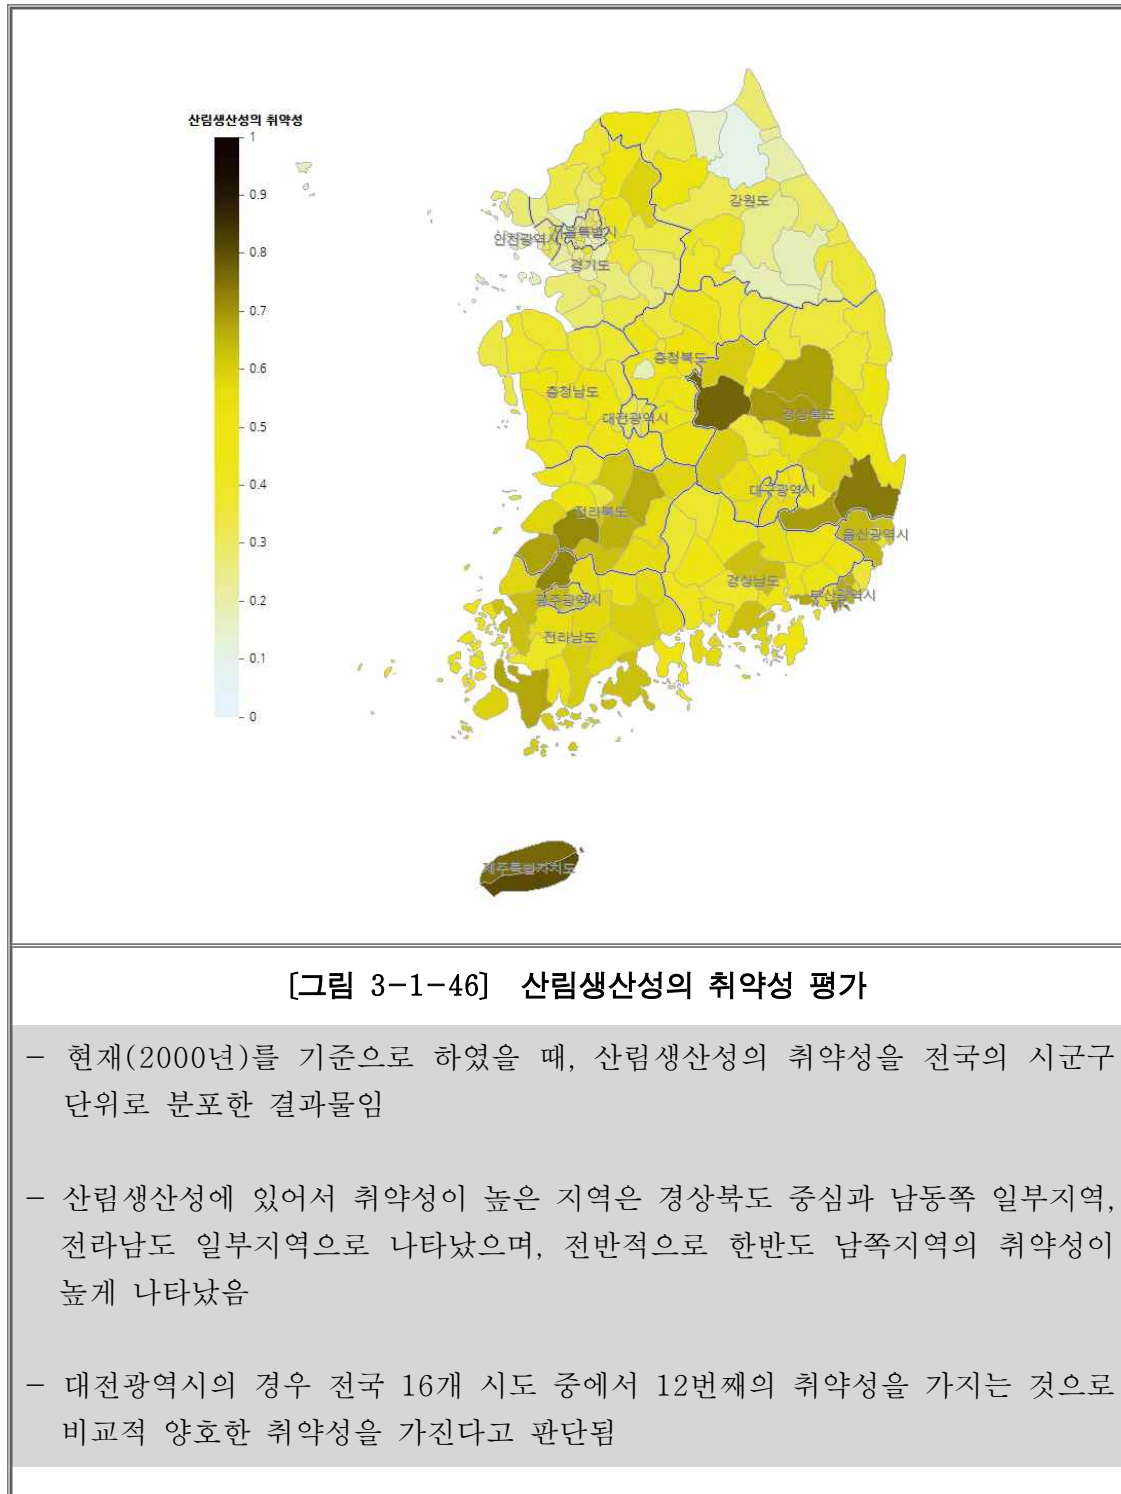 산림생산성의 취약성
1
0.9
0.8
0.7
0.6
0.5
0.4
0.3
0.2
0.1
0
강원도
서울특별시
인천광역시
경기도
충청북도
충청남도
대전광역시
경상북도
대구광역시
전라북도
울산광역시
경상남도
부산광역시
광주광역시
전라남도
제주특별자치도
[그림 3-1-46] 산림생산성의 취약성 평가
- 현재(2000년)를 기준으로 하였을 때, 산림생산성의 취약성을 전국의 시군구
단위로 분포한 결과물임
- 산림생산성에 있어서 취약성이 높은 지역은 경상북도 중심과 남동쪽 일부지역,
전라남도 일부지역으로 나타났으며, 전반적으로 한반도 남쪽지역의 취약성이
높게 나타났음
- 대전광역시의 경우 전국 16개 시도 중에서 12번째의 취약성을 가지는 것으로
비교적 양호한 취약성을 가진다고 판단됨